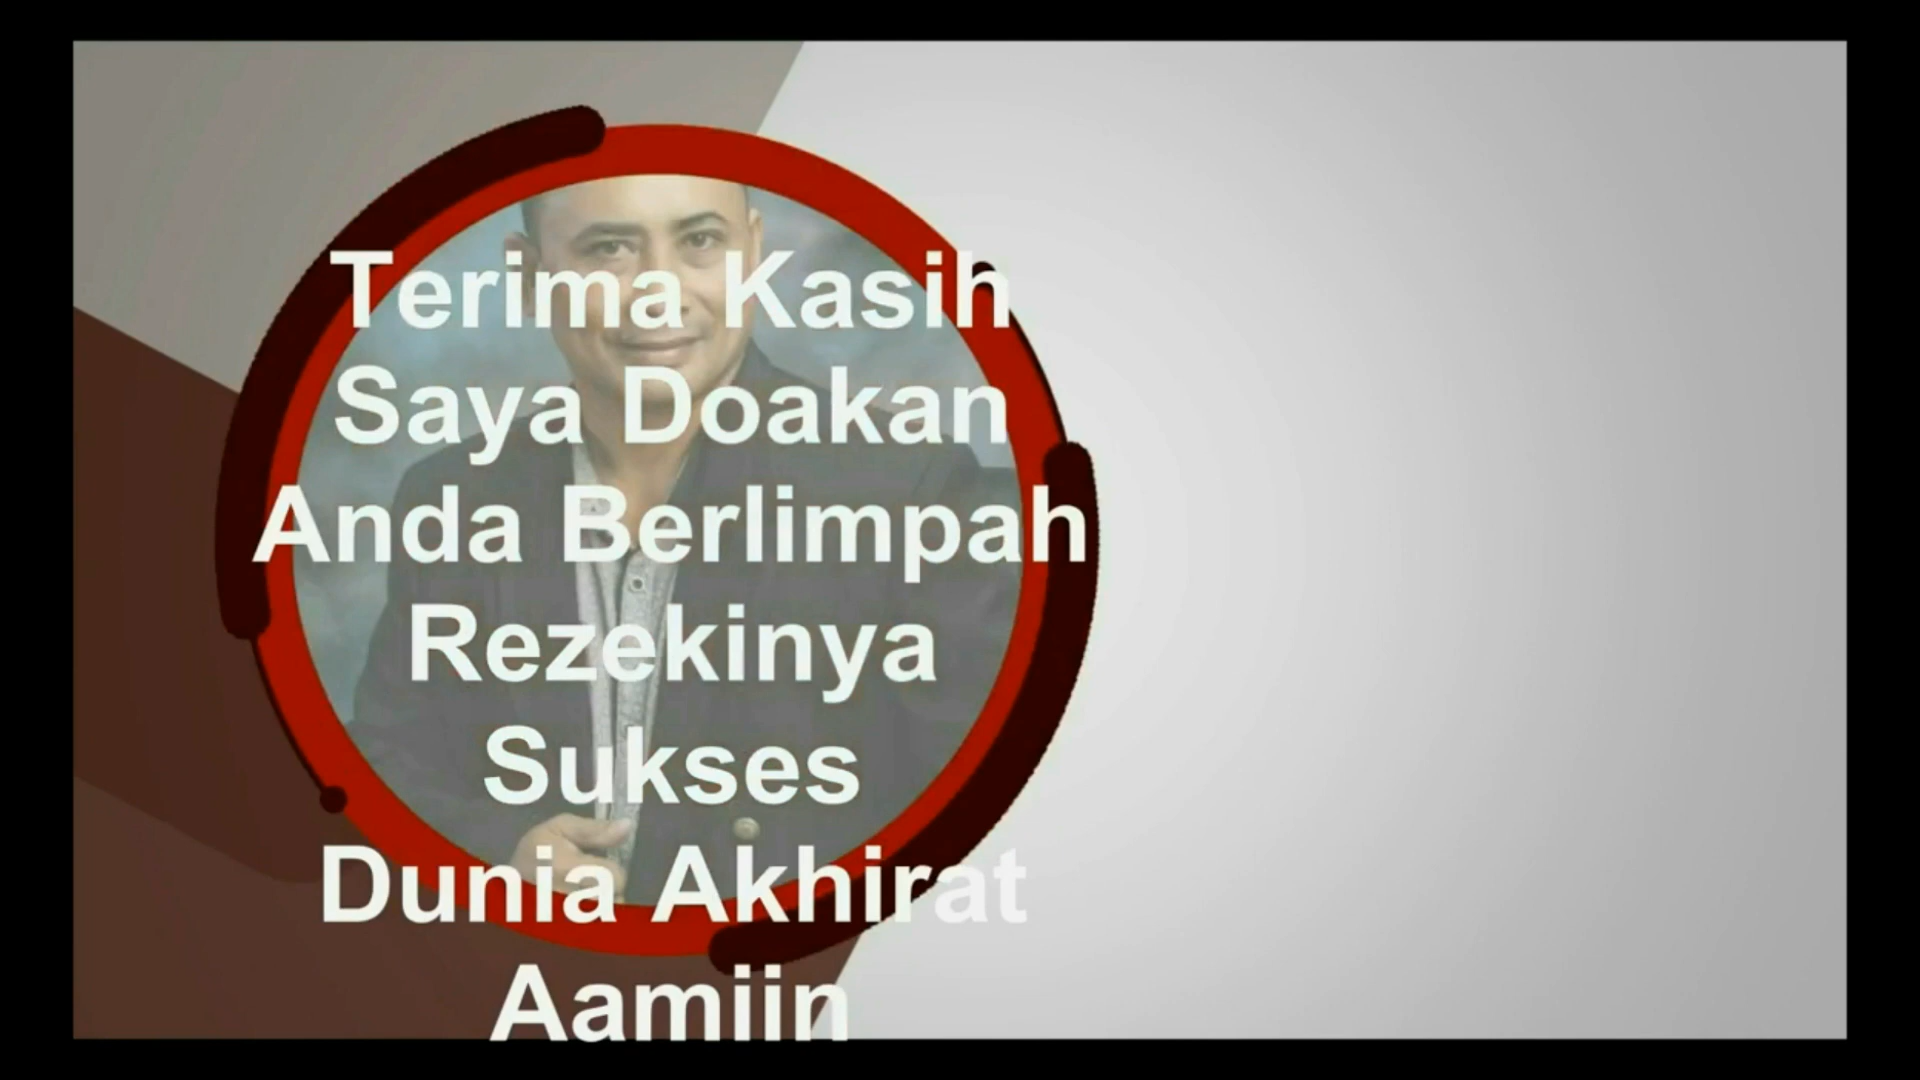 Terima Kasih
Saya Doakan
Anda Berlimpah
Rezekinya
Sukses
Dunia Akhirat
Aamiin